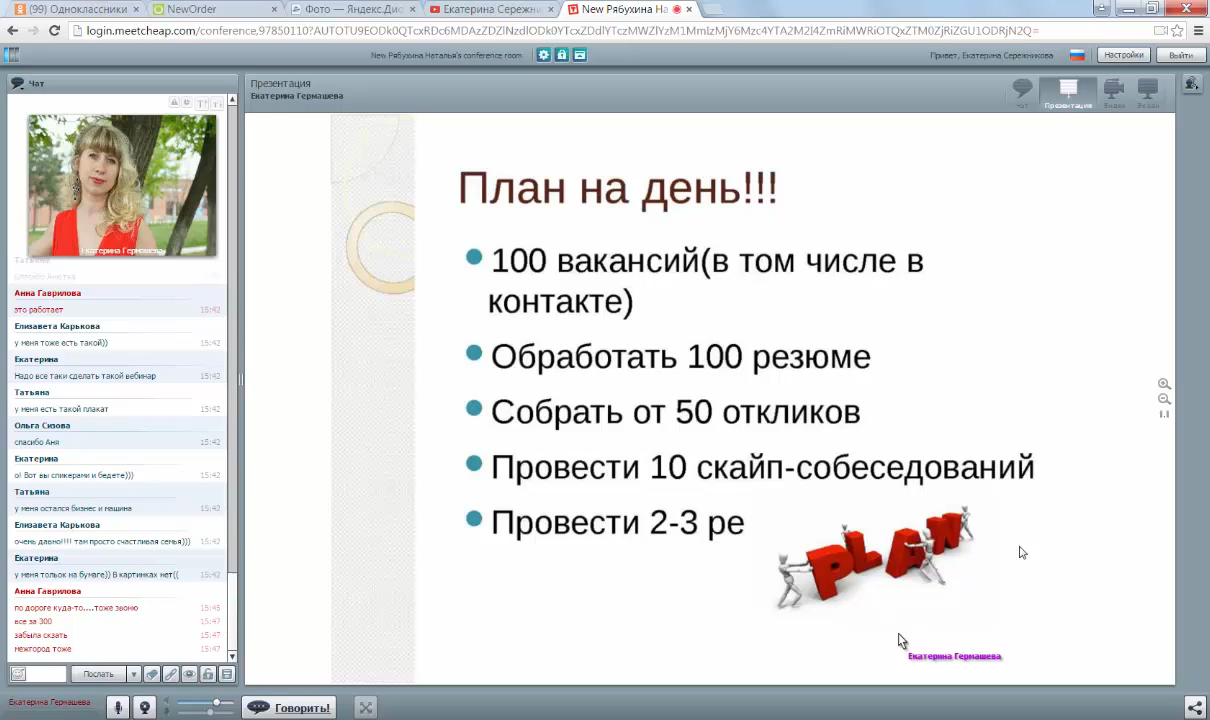 (99) Одноклассники
NewOrder
Фото — Яндекс.Дис
Екатерина Сережник
New Рябухина На
login.meetcheap.com/conference,97850110?AUTOTU9EODk0QTcxRDc6MDAzZDZlNzdlODk0YTcxZDdlYTczMWZlYzM1MmIzMjY6Mzc4YTA2M2I4ZmRiMWRiOTQxZTM0ZjRiZGU1ODRjN2Q=
New Рябухина Наталья's conference room
Привет, Екатерина Сережникова
Настройки
Выйти
Чат
Презентация
Екатерина Гермашева
Чат
Презентация
Видео
Экран
Екатерина Гермашева
Татьяна
спасибо Анютка
Анна Гаврилова
это работает 15:42
Елизавета Карькова
у меня тоже есть такой)) 15:42
Екатерина
Надо все таки сделать такой вебинар 15:42
Татьяна
у меня есть такой плакат 15:42
Ольга Сизова
спасибо Аня 15:42
Екатерина
о! Вот вы спикерами и бедете))) 15:42
Татьяна
у меня остался бизнес и машина 15:42
Елизавета Карькова
очень давно!!!! там просто счастливая семья))) 15:42
Екатерина
у меня тольок на бумаге)) В картинках нет(( 15:42
Анна Гаврилова
по дороге куда-то....тоже звоню 15:45
все за 300 15:47
забыла скзать 15:47
межгород тоже 15:47
Послать
План на день!!!
100 вакансий(в том числе в
контакте)
Обработать 100 резюме
Собрать от 50 откликов
Провести 10 скайп-собеседований
Провести 2-3 ре
PLAN
Екатерина Гермашева
1:1
Екатерина Гермашева
Говорить!